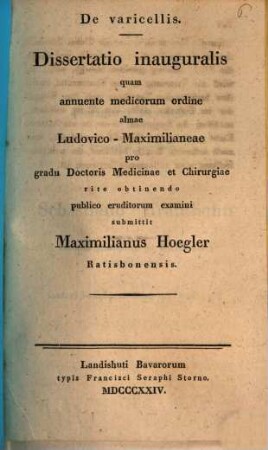 De varicellis.
Dissertatio inauguralis
quam
annuente medicorum ordine
almae
Ludovico - Maximilianeae
pro
gradu Doctoris Medicinae et Chirurgiae
rite obtinendo
publico eruditorum examini
submittit
Maximilianus Hoegler
Ratisbonensis.
Landishuti Bavarorum
typis Francisci Seraphi Storno.
MDCCCXXIV.